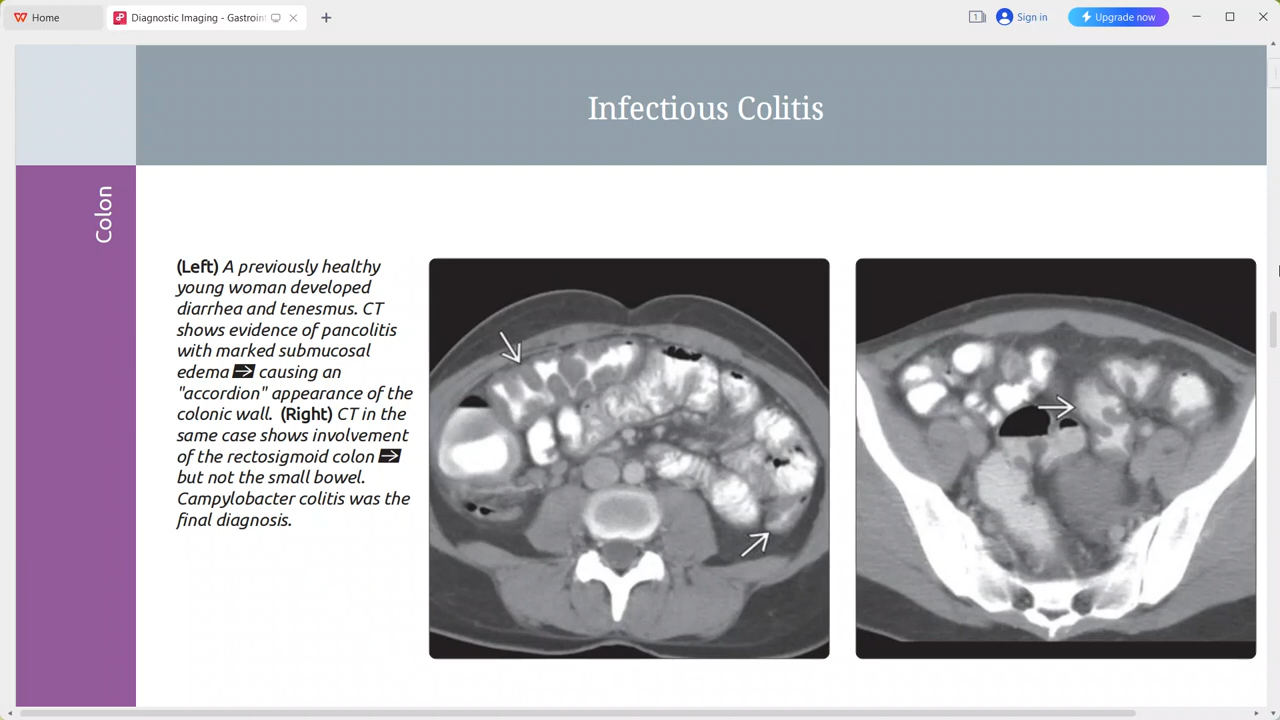 Home
Diagnostic Imaging - Gastroint
1
Sign in
Upgrade now
Infectious Colitis
Colon
(Left) A previously healthy
young woman developed
diarrhea and tenesmus. CT
shows evidence of pancolitis
with marked submucosal
edema ➡ causing an
"accordion" appearance of the
colonic wall. (Right) CT in the
same case shows involvement
of the rectosigmoid colon ➡
but not the small bowel.
Campylobacter colitis was the
final diagnosis.